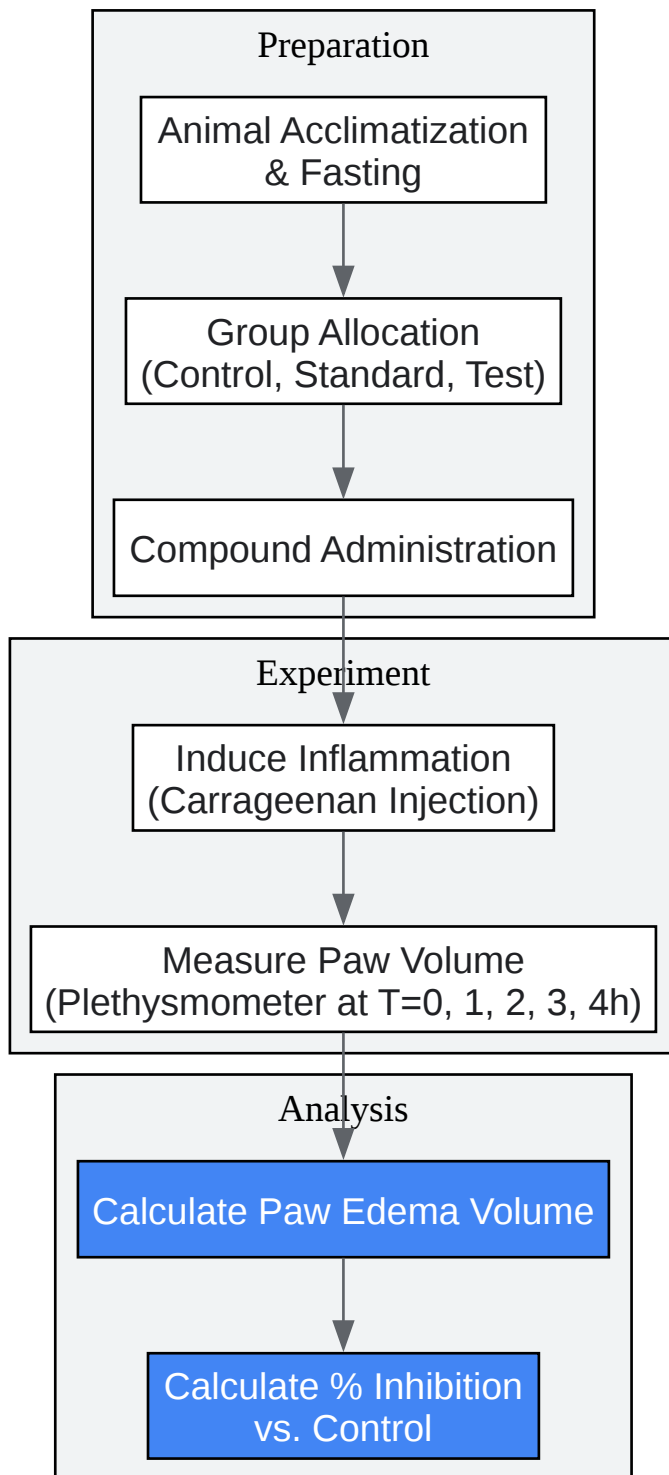 Preparation
Animal Acclimatization
& Fasting
Group Allocation
(Control, Standard, Test)
Compound Administration
Experiment
Induce Inflammation
(Carrageenan Injection)
Measure Paw Volume
(Plethysmometer at T=0, 1, 2, 3, 4h)
Analysis
Calculate Paw Edema Volume
Calculate % Inhibition
vs. Control